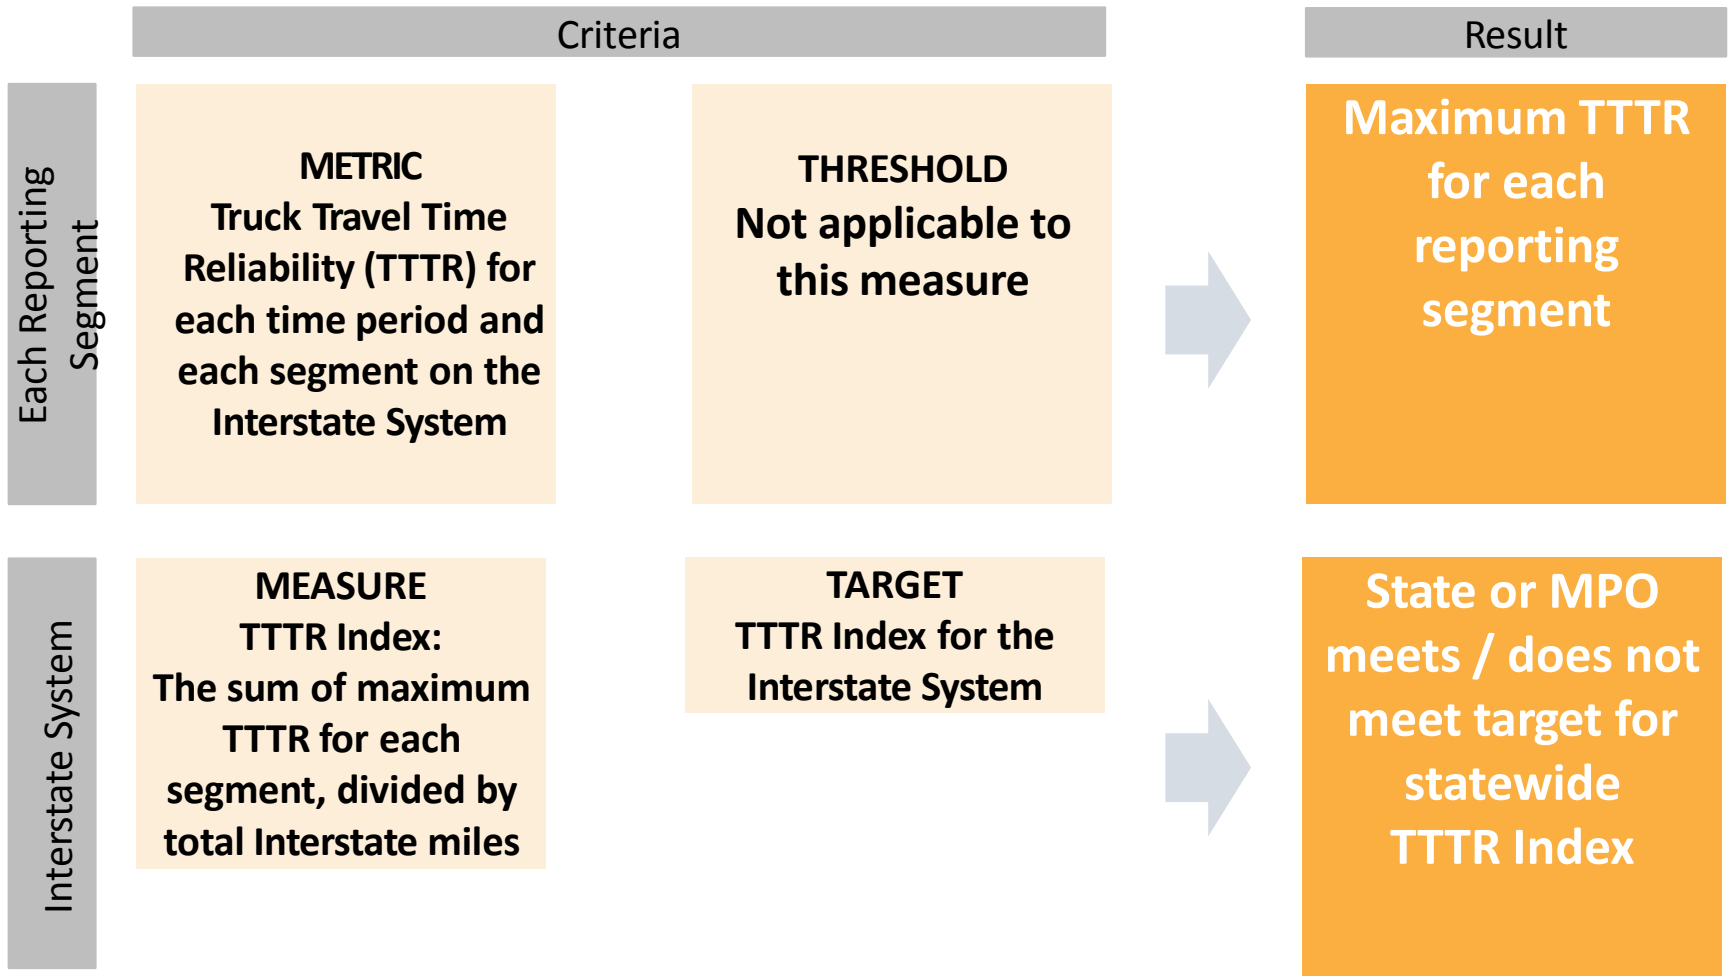 Criteria
Result
Each Reporting
Segment
METRIC
Truck Travel Time
Reliability (TTTR) for
each time period and
each segment on the
Interstate System
THRESHOLD
Not applicable to
this measure
Maximum TTTR
for each
reporting
segment
Interstate System
MEASURE
TTTR Index:
The sum of maximum
TTTR for each
segment, divided by
total Interstate miles
TARGET
TTTR Index for the
Interstate System
State or MPO
meets / does not
meet target for
statewide
TTTR Index